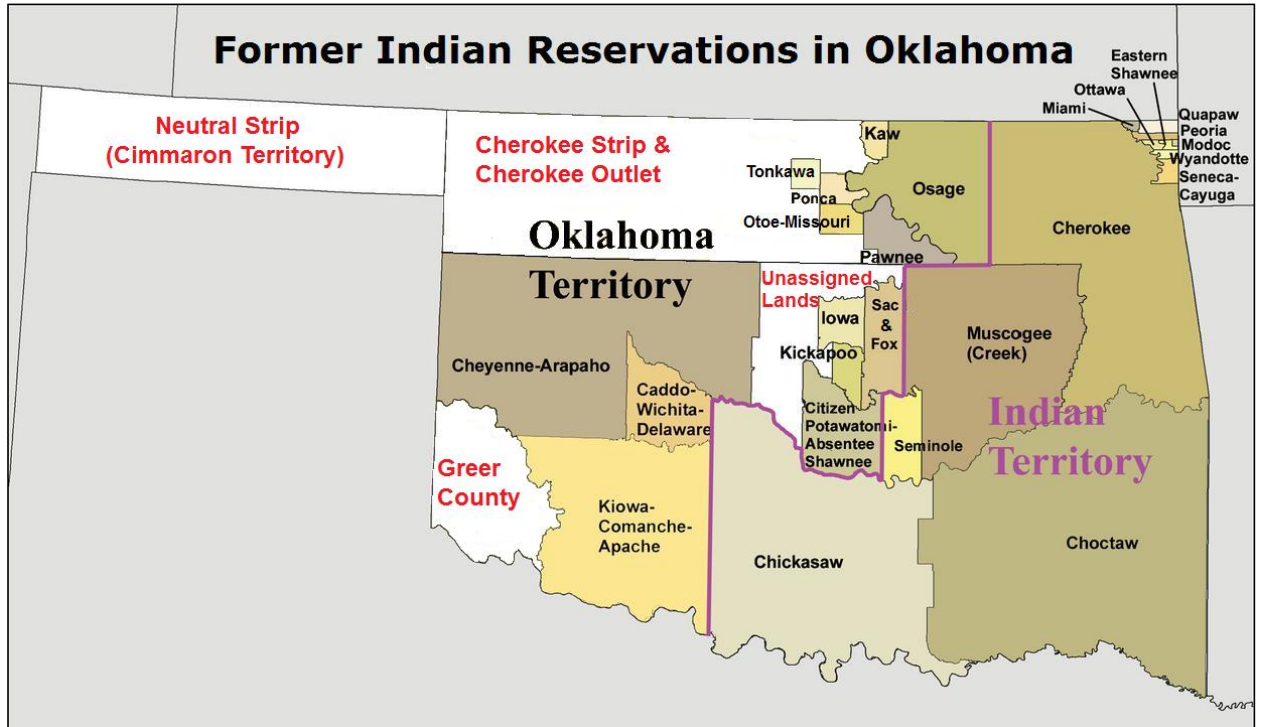 Former Indian Reservations in Oklahoma
Eastern
Shawnee
Ottawa
Miami
Quapaw
Peoria
Modoc
Wyandotte
Seneca-
Cayuga
Neutral Strip
(Cimmaron Territory)
Cherokee Strip &
Cherokee Outlet
Kaw
Tonkawa
Ponca
Osage
Otoe-Missouri
Cherokee
Oklahoma
Territory
Pawnee
Unassigned
Lands
Iowa
Sac
&
Fox
Muscogee
(Creek)
Kickapoo
Cheyenne-Arapaho
Caddo-
Wichita-
Delaware
Citizen
Potawatomi-
Absentee
Shawnee
Seminole
Indian
Territory
Greer
County
Kiowa-
Comanche-
Apache
Chickasaw
Choctaw